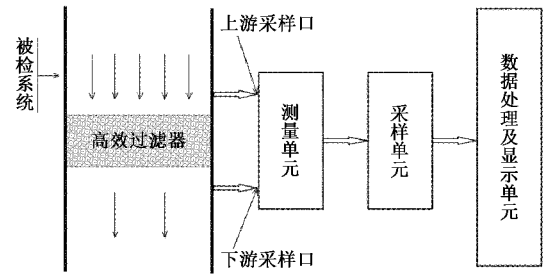 上游采样口
被检系统
高效过滤器
测量单元
采样单元
数据处理及显示单元
下游采样口